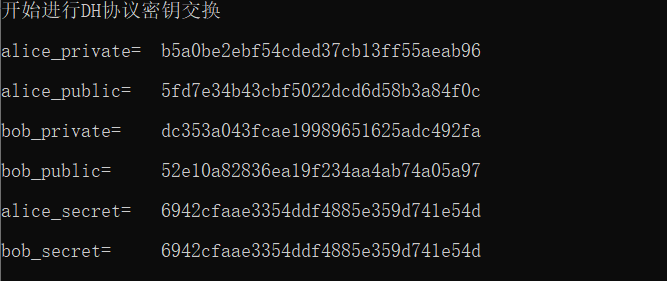 开始进行DH协议密钥交换
alice_private= b5a0be2ebf54cded37cb13ff55aeab96
alice_public= 5fd7e34b43cbf5022dcd6d58b3a84f0c
bob_private= dc353a043fcae19989651625adc492fa
bob_public= 52e10a82836ea19f234aa4ab74a05a97
alice_secret= 6942cfaae3354ddf4885e359d741e54d
bob_secret= 6942cfaae3354ddf4885e359d741e54d